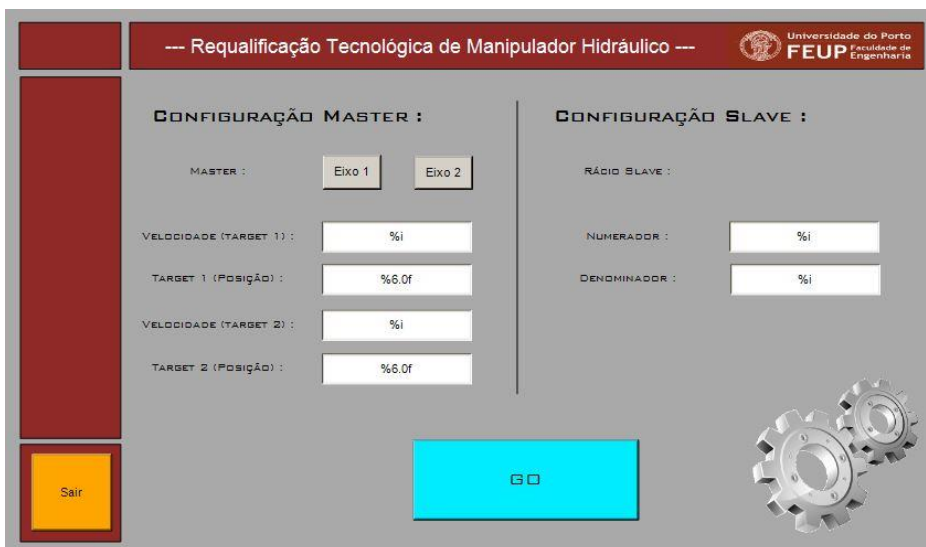 --- Requalificação Tecnológica de Manipulador Hidráulico ---
Universidade do Porto
FEUP Faculdade de
Engenharia
Configuração Master :
Master :
Eixo 1
Eixo 2
Velocidade (target 1) :
%i
Target 1 (Posição) :
%6.0f
Velocidade (target 2) :
%i
Target 2 (Posição) :
%6.0f
Configuração Slave :
Rácio Slave :
Numerador :
%i
Denominador :
%i
Sair
GO